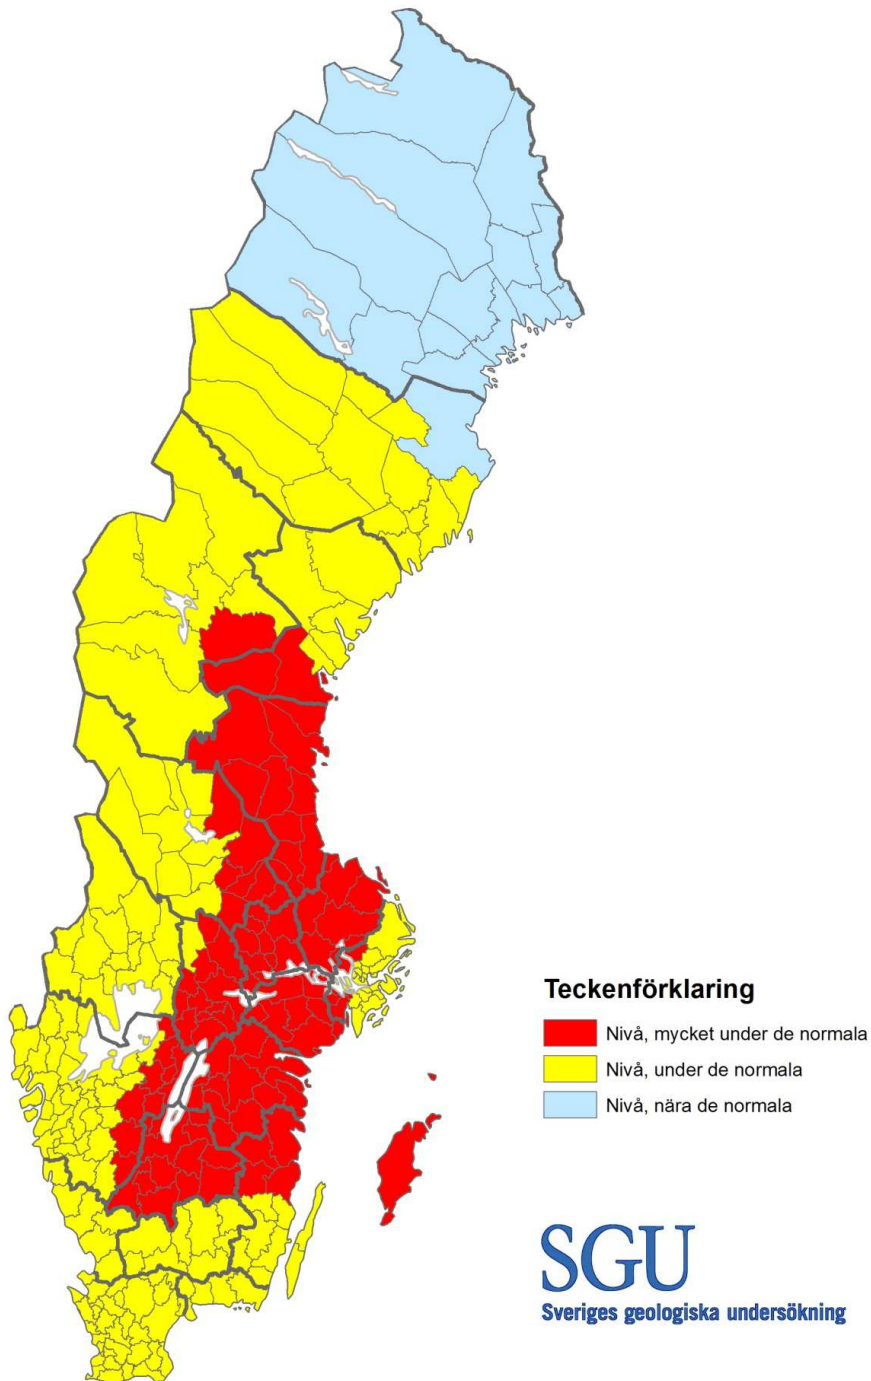 Teckenförklaring
Nivå, mycket under de normala
Nivå, under de normala
Nivå, nära de normala
SGU
Sveriges geologiska undersökning